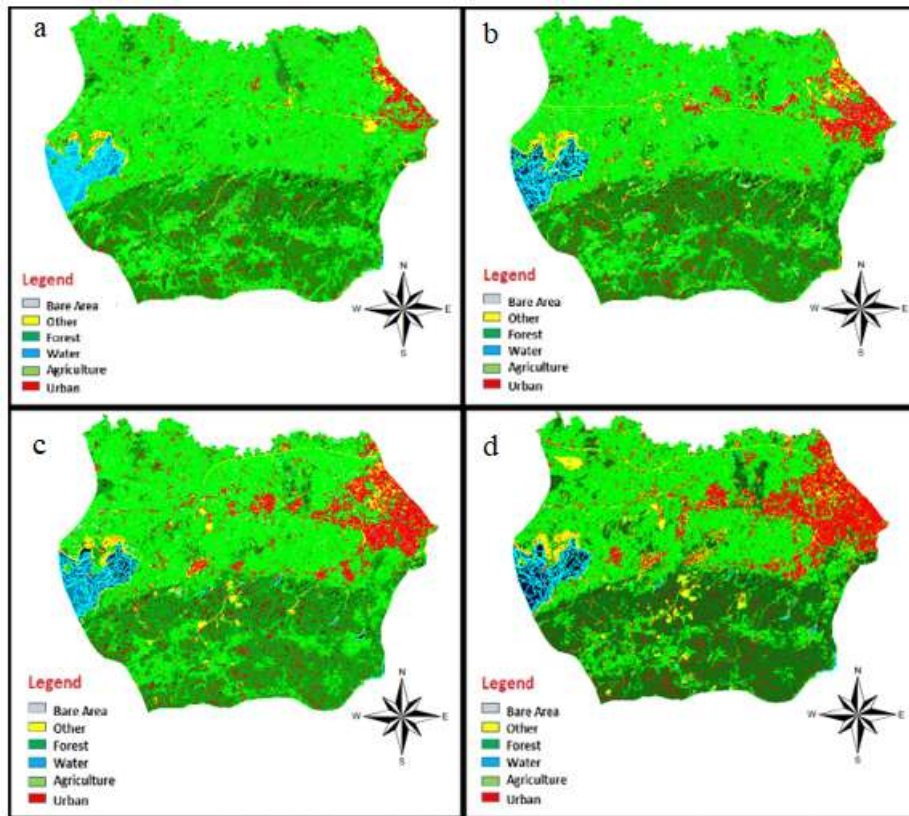 a
N
W E
S
Legend
Bare Area
Other
Forest
Water
Agriculture
Urban
b
N
W E
S
Legend
Bare Area
Other
Forest
Water
Agriculture
Urban
c
N
W E
S
Legend
Bare Area
Other
Forest
Water
Agriculture
Urban
d
N
W E
S
Legend
Bare Area
Other
Forest
Water
Agriculture
Urban